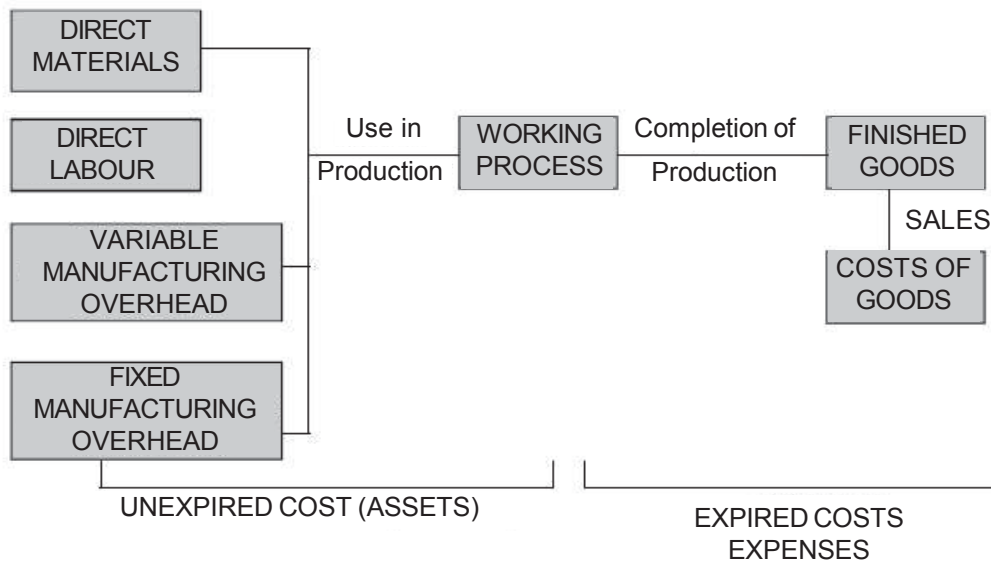 DIRECT
MATERIALS
DIRECT
LABOUR
VARIABLE
MANUFACTURING
OVERHEAD
FIXED
MANUFACTURING
OVERHEAD
Use in
Production
WORKING
PROCESS
Completion of
Production
FINISHED
GOODS
SALES
COSTS OF
GOODS
UNEXPIRED COST (ASSETS)
EXPIRED COSTS
EXPENSES